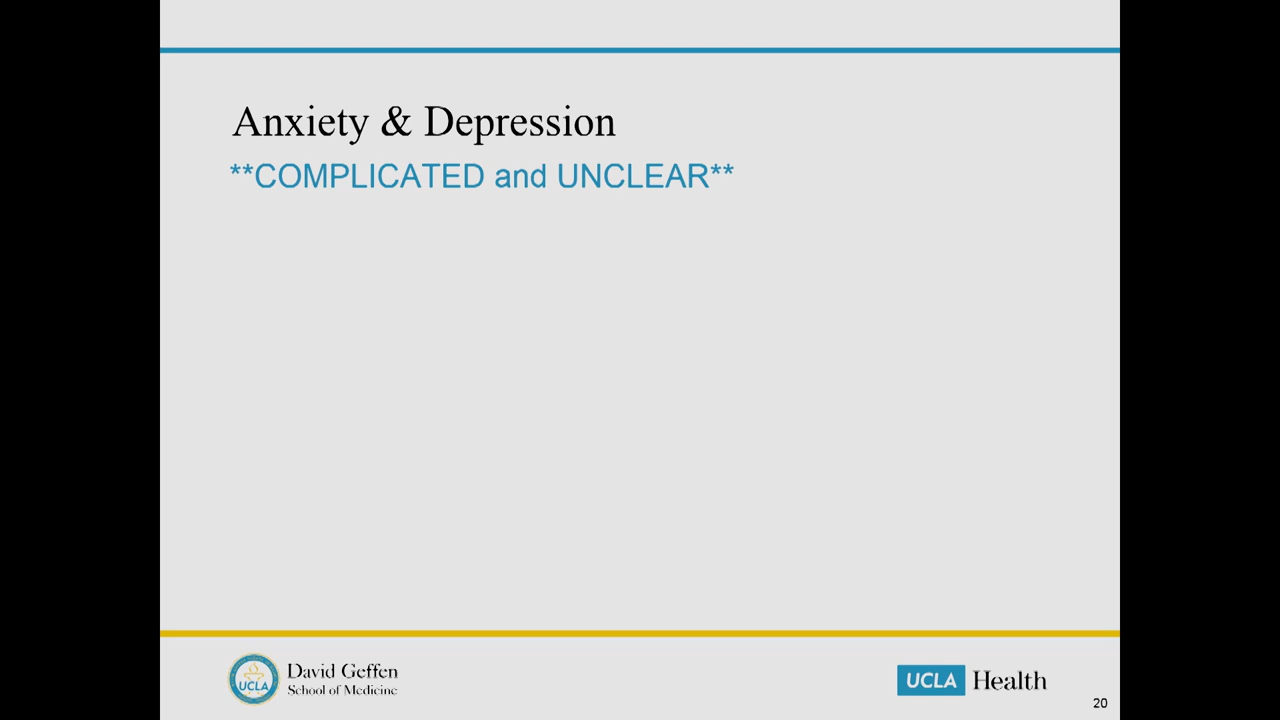 Anxiety & Depression
**COMPLICATED and UNCLEAR**
UCLA
David Geffen
School of Medicine
UCLA Health
20